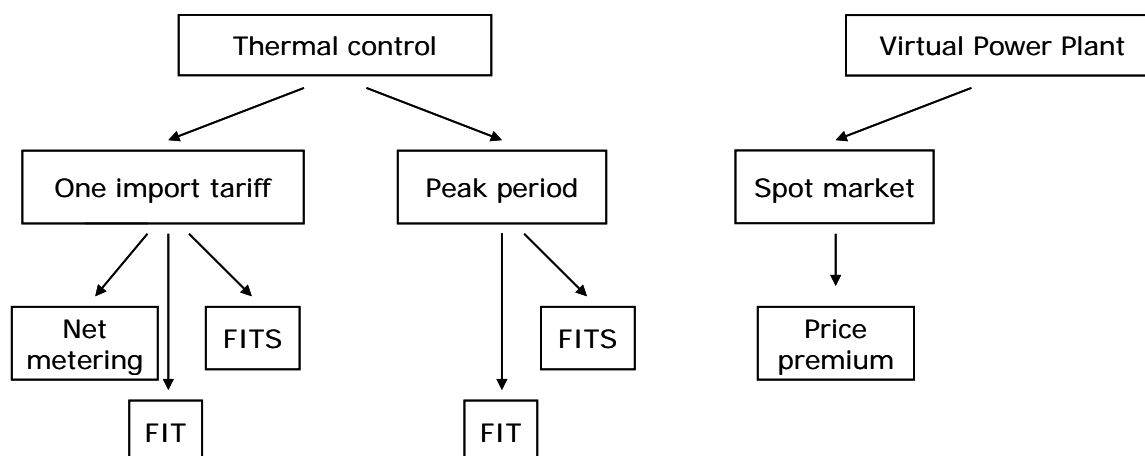 Thermal control
Virtual Power Plant
One import tariff
Peak period
Spot market
Net
metering
FITS
FITS
Price
premium
FIT
FIT